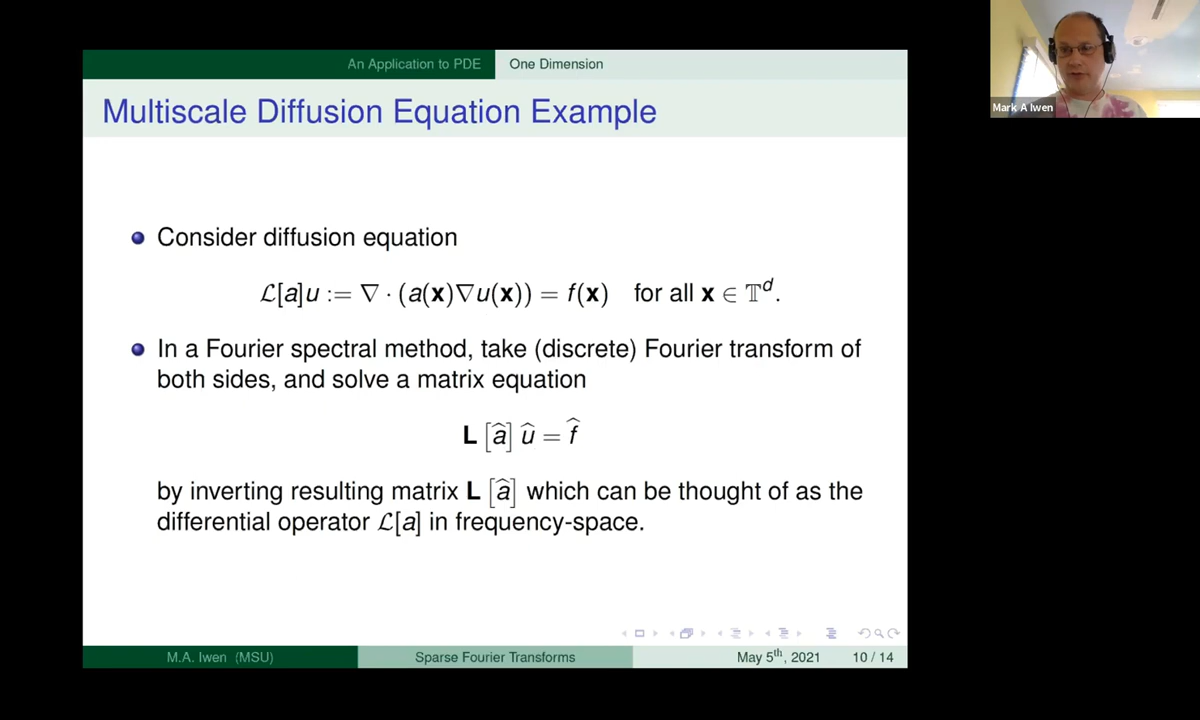 An Application to PDE One Dimension
Multiscale Diffusion Equation Example
Consider diffusion equation
ℒ[a]u := ∇ · (a(𝐱)∇u(𝐱)) = f(𝐱) for all 𝐱 ∈ 𝕋ᵈ.
In a Fourier spectral method, take (discrete) Fourier transform of
both sides, and solve a matrix equation
𝐋 [â] û = f̂
by inverting resulting matrix 𝐋 [â] which can be thought of as the
differential operator ℒ[a] in frequency-space.
M.A. Iwen (MSU) Sparse Fourier Transforms May 5th, 2021 10 / 14
Mark A Iwen